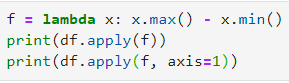 f = lambda x: x.max() - x.min()
print(df.apply(f))
print(df.apply(f, axis=1))